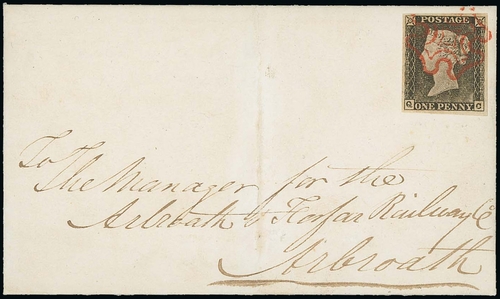 POSTAGE
Q G
ONE PENNY
To
The Manager for the
Arbroath & Forfar Railway Co
Arbroath